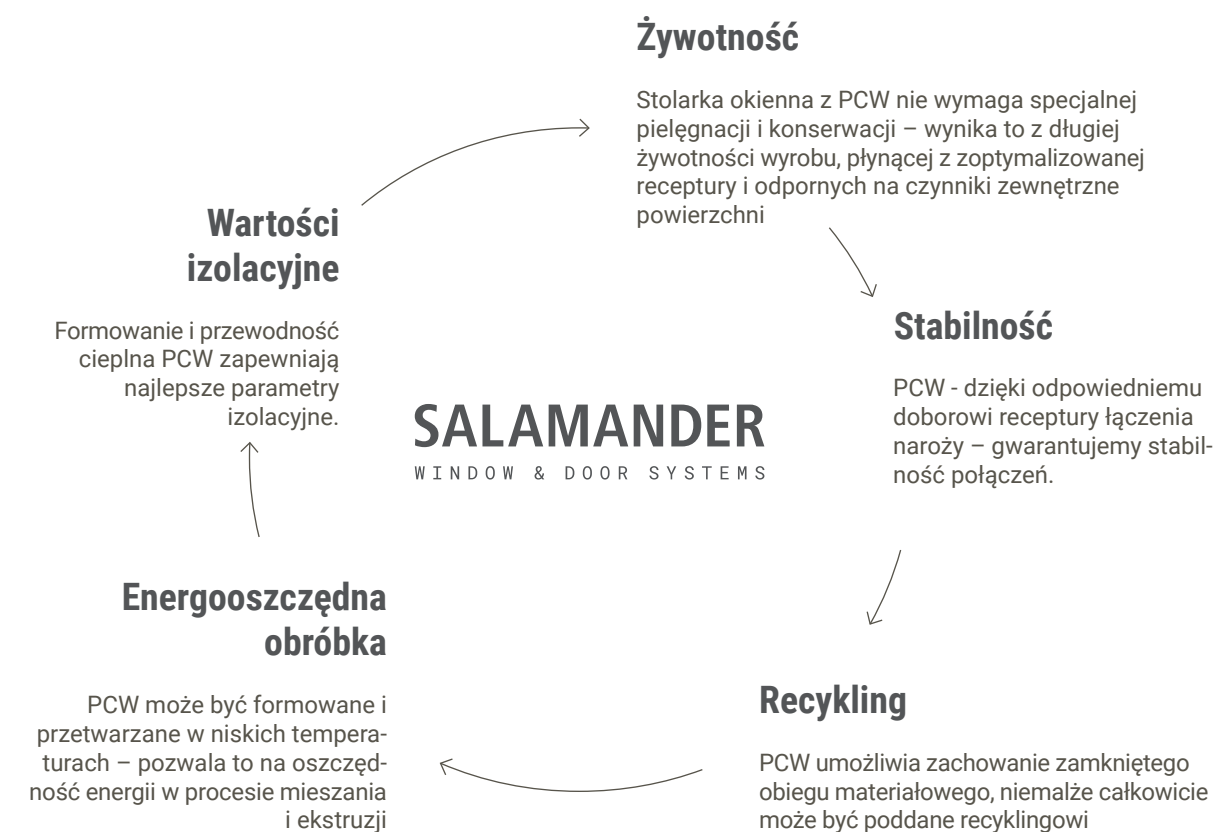 Żywotność
Stolarka okienna z PCW nie wymaga specjalnej
pielęgnacji i konserwacji – wynika to z długiej
żywotności wyrobu, płynącej z zoptymalizowanej
receptury i odpornych na czynniki zewnętrzne
powierzchni
Stabilność
PCW - dzięki odpowiedniemu
doborowi receptury łączenia
naroży – gwarantujemy stabil-
ność połączeń.
Recykling
PCW umożliwia zachowanie zamkniętego
obiegu materiałowego, niemalże całkowicie
może być poddane recyklingowi
Energooszczędna
obróbka
PCW może być formowane i
przetwarzane w niskich tempera-
turach – pozwala to na oszczęd-
ność energii w procesie mieszania
i ekstruzji
Wartości
izolacyjne
Formowanie i przewodność
cieplna PCW zapewniają
najlepsze parametry
izolacyjne.
SALAMANDER
WINDOW & DOOR SYSTEMS